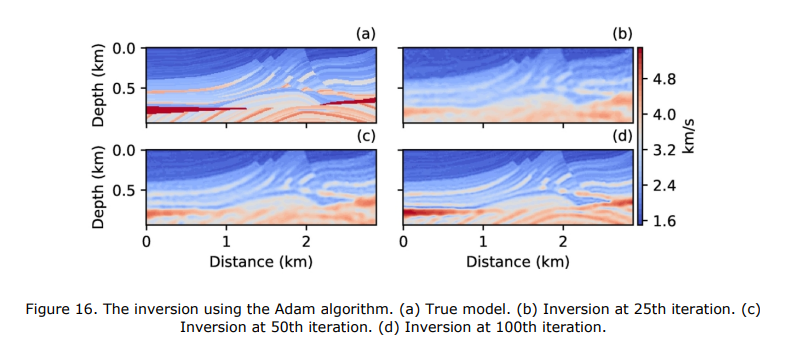 (a)
(b)
0.0
0.5
Depth (km)
4.8
4.0
3.2
2.4
1.6
km/s
(c)
(d)
0.0
0.5
Depth (km)
0
1
2
0
1
2
Distance (km)
Distance (km)
Figure 16. The inversion using the Adam algorithm. (a) True model. (b) Inversion at 25th iteration. (c)
Inversion at 50th iteration. (d) Inversion at 100th iteration.